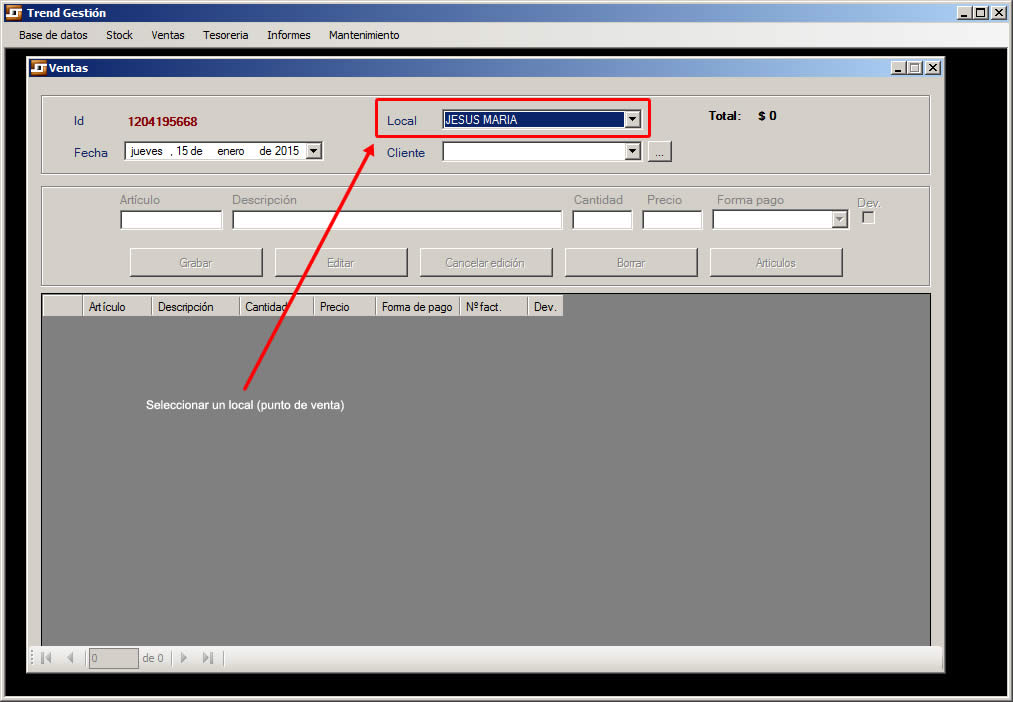 Trend Gestión
Base de datos Stock Ventas Tesoreria Informes Mantenimiento
Ventas
Id 1204195668 Local JESUS MARIA Total: $ 0
Fecha jueves , 15 de enero de 2015 Cliente ...
Artículo Descripción Cantidad Precio Forma pago Dev.
Grabar Editar Cancelar edición Borrar Articulos
Artículo Descripción Cantidad Precio Forma de pago Nº fact. Dev.
Seleccionar un local (punto de venta)
0 de 0